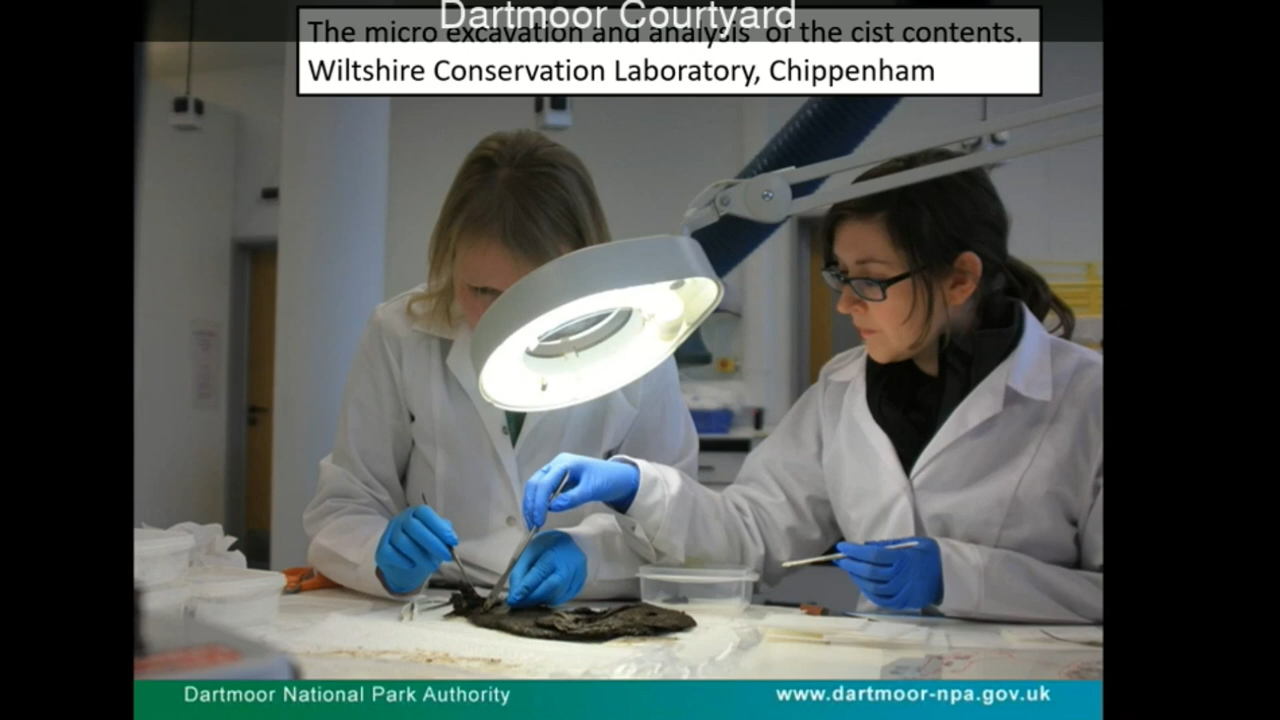 Dartmoor Courtyard
The micro excavation and analysis of the cist contents.
Wiltshire Conservation Laboratory, Chippenham
Dartmoor National Park Authority
www.dartmoor-npa.gov.uk